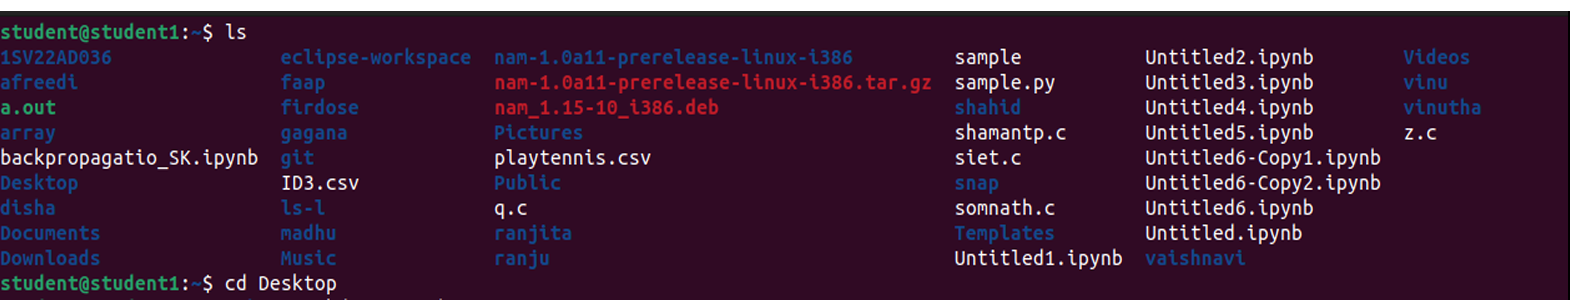 student@student1:~$ ls
1SV22AD036 eclipse-workspace nam-1.0a11-prerelease-linux-i386 sample Untitled2.ipynb Videos
afreedi faap nam-1.0a11-prerelease-linux-i386.tar.gz sample.py Untitled3.ipynb vinu
a.out firdose nam_1.15-10_i386.deb shahid Untitled4.ipynb vinutha
array gagana Pictures shamantp.c Untitled5.ipynb z.c
backpropagatio_SK.ipynb git playtennis.csv siet.c Untitled6-Copy1.ipynb
Desktop ID3.csv Public snap Untitled6-Copy2.ipynb
disha ls-l q.c somnath.c Untitled6.ipynb
Documents madhu ranjita Templates Untitled.ipynb
Downloads Music ranju Untitled1.ipynb vaishnavi
student@student1:~$ cd Desktop